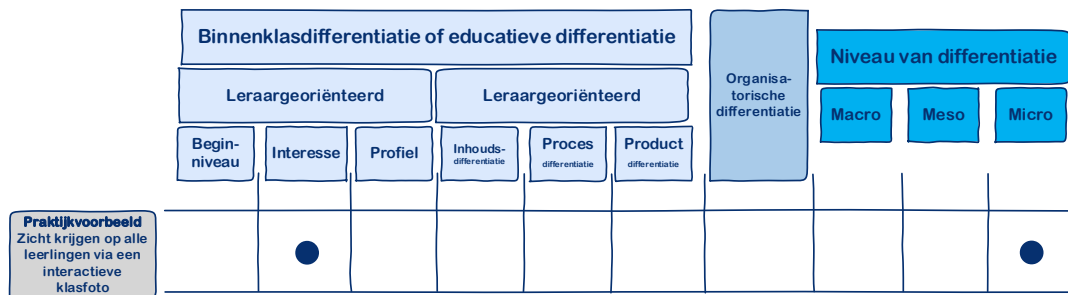 Binnenklasdifferentiatie of educatieve differentiatie
Organisa-
torische
differentiatie
Niveau van differentiatie
Leraargeoriënteerd
Leraargeoriënteerd
Macro
Meso
Micro
Begin-
niveau
Interesse
Profiel
Inhouds-
differentiatie
Proces
differentiatie
Product
differentiatie
Praktijkvoorbeeld
Zicht krijgen op alle
leerlingen via een
interactieve
klasfoto